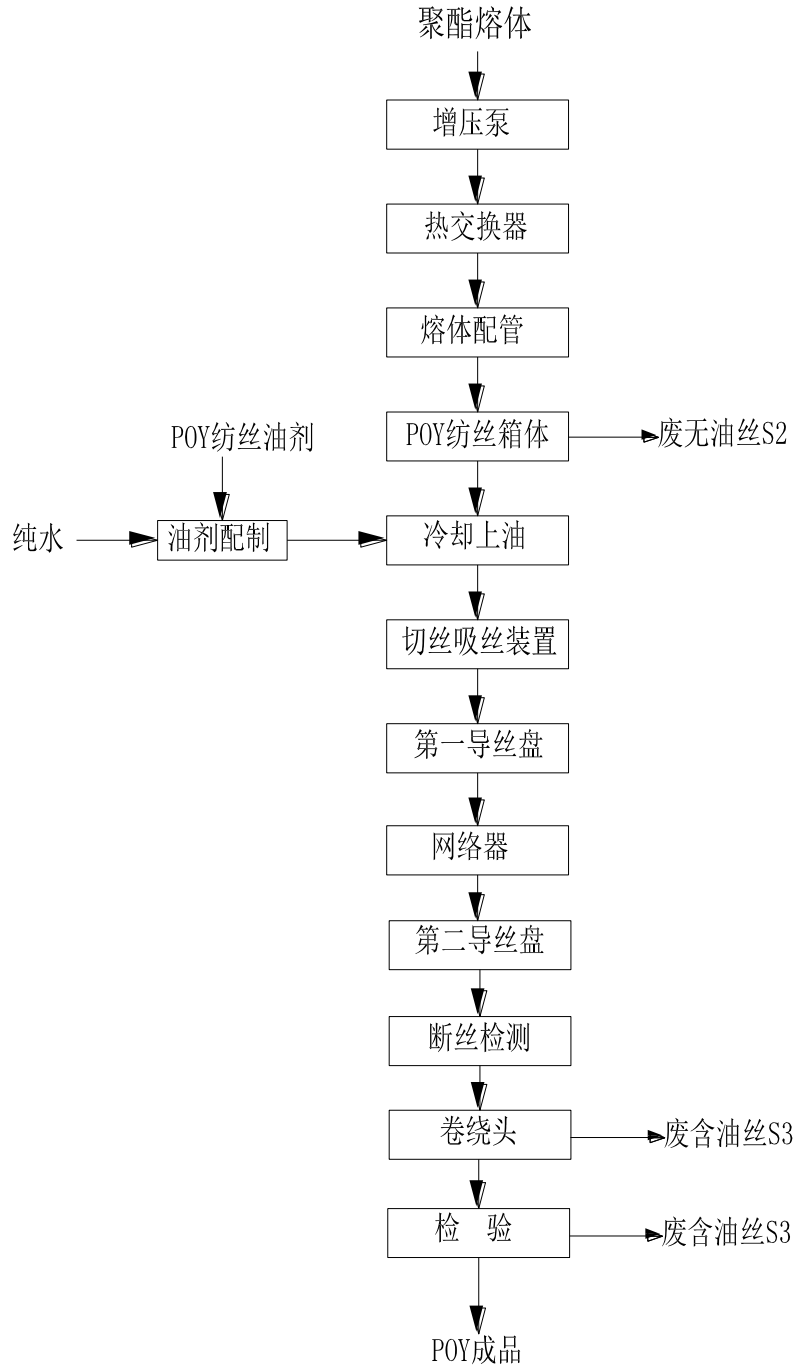 聚酯熔体
增压泵
热交换器
熔体配管
POY纺丝箱体
废无油丝S2
POY纺丝油剂
纯水
油剂配制
冷却上油
切丝吸丝装置
第一导丝盘
网络器
第二导丝盘
断丝检测
卷绕头
废含油丝S3
检 验
废含油丝S3
POY成品